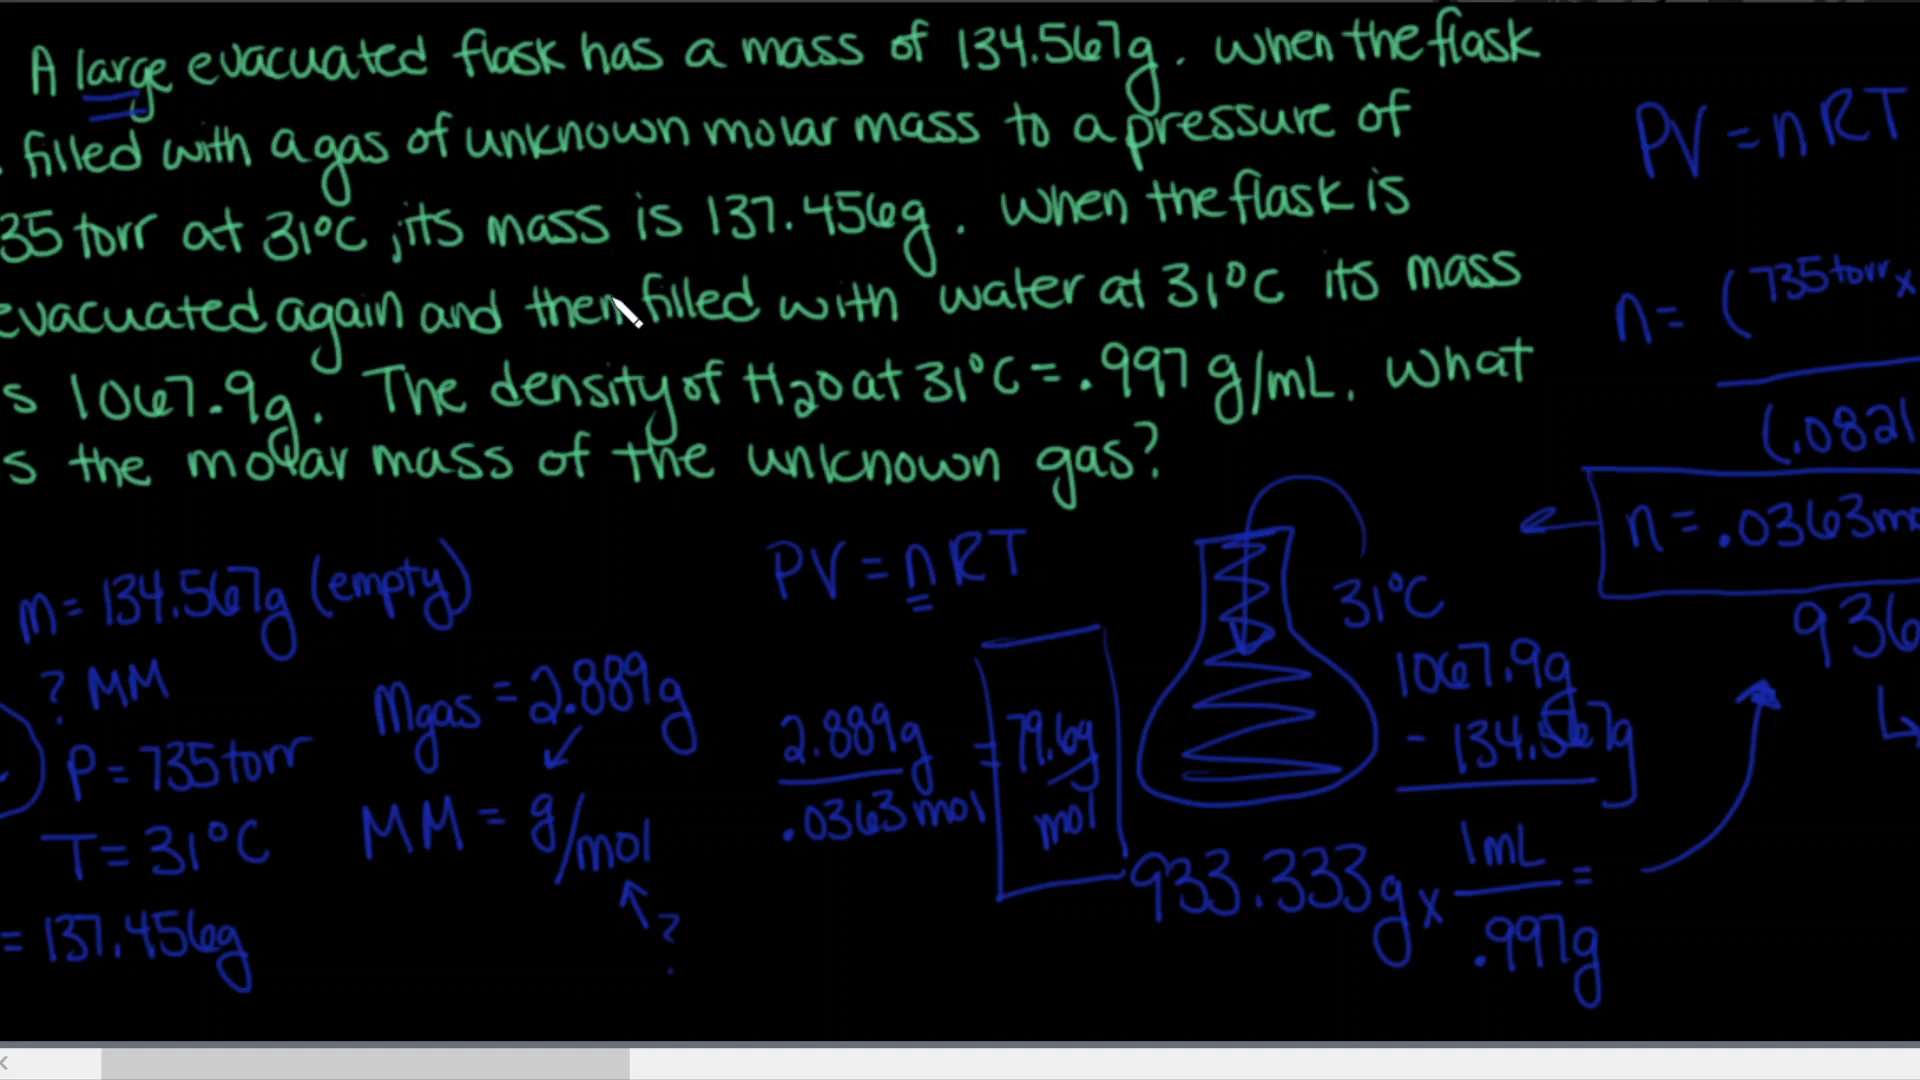 A large evacuated flask has a mass of 134.567g. When the flask
filled with a gas of unknown molar mass to a pressure of
35 torr at 31°C, its mass is 137.456g. When the flask is
evacuated again and then filled with water at 31°C its mass
s 1067.9g. The density of H2O at 31°C = .997 g/mL. What
s the molar mass of the unknown gas?
PV = nRT
n = (735 torr x
(.0821
n = .0363mo
936
m = 134.567g (empty)
? MM
P = 735 torr
T = 31°C
= 137.456g
mgas = 2.889g
MM = g/mol
?
PV = nRT
2.889g
.0363 mol
= 79.6g
mol
31°C
1067.9g
- 134.567g
933.333g x 1mL =
.997g